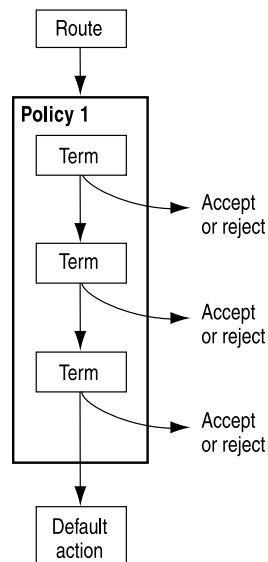 Route
Policy 1
Term
Accept
or reject
Term
Accept
or reject
Term
Accept
or reject
Default
action